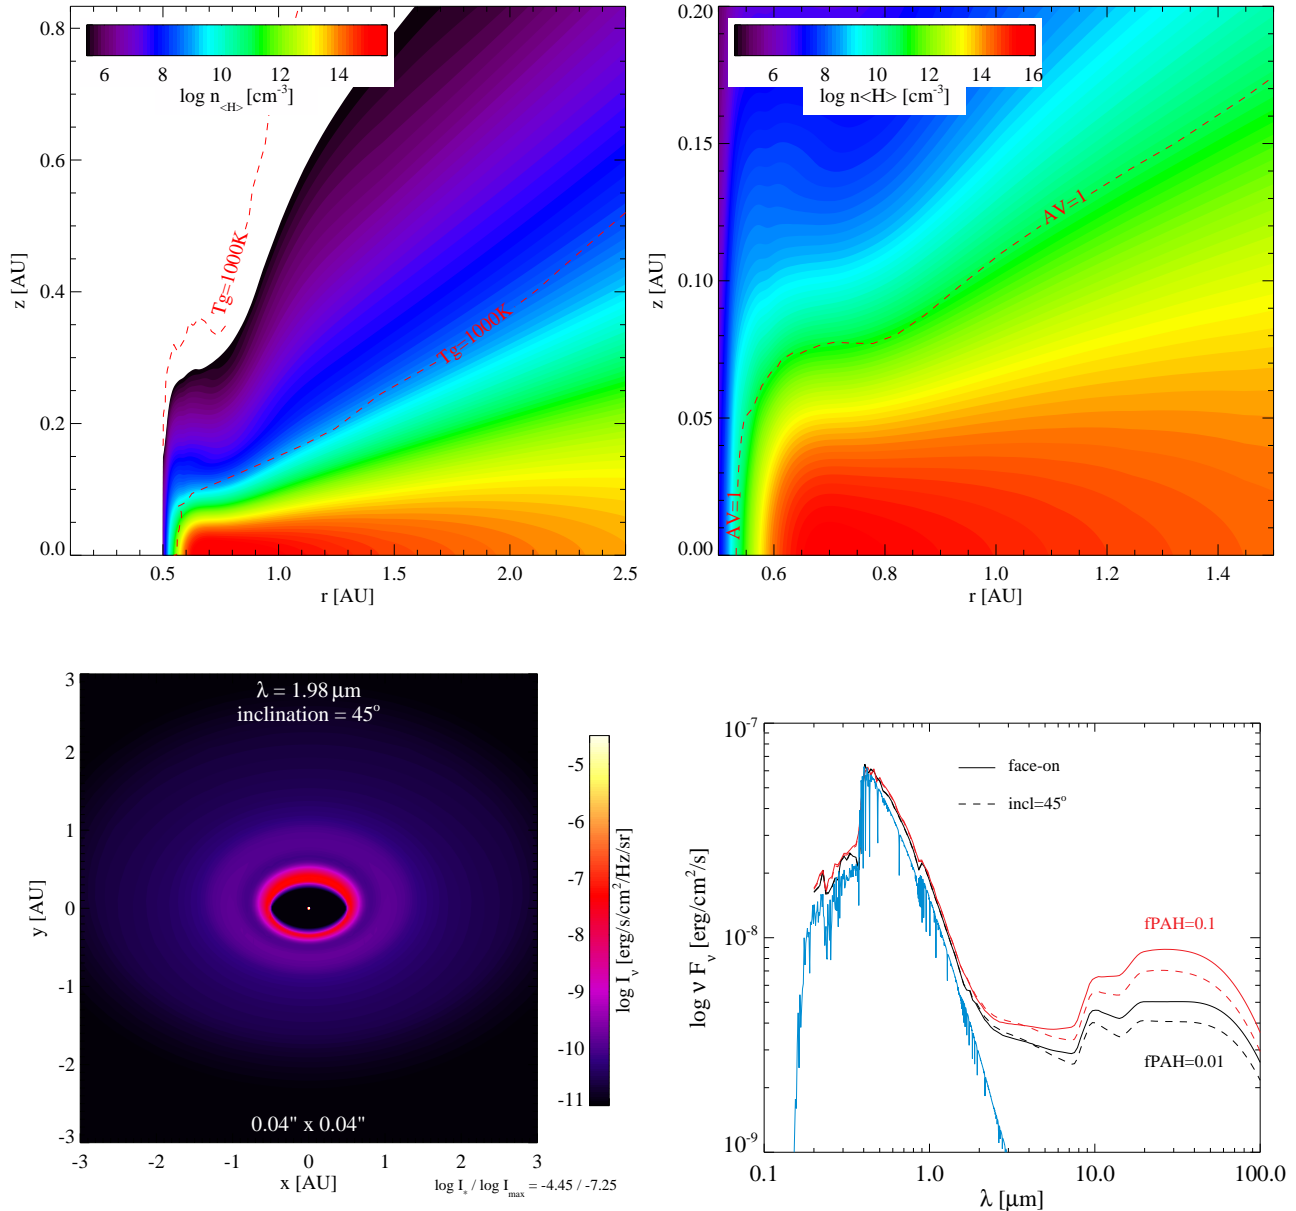 0.8
0.6
0.4
0.2
0.0
z [AU]
6 8 10 12 14
log n<H> [cm-3]
Tg=1000K
Tg=1000K
0.5 1.0 1.5 2.0 2.5
r [AU]
0.20
0.15
0.10
0.05
0.00
z [AU]
6 8 10 12 14 16
log n<H> [cm-3]
AV=1
AV=1
0.6 0.8 1.0 1.2 1.4
r [AU]
3
2
1
0
-1
-2
-3
y [AU]
λ = 1.98 μm
inclination = 45o
0.04" x 0.04"
-3 -2 -1 0 1 2 3
x [AU]
log I* / log Imax = -4.45 / -7.25
-5
-6
-7
-8
-9
-10
-11
log Iν [erg/s/cm2/Hz/sr]
10-7
10-8
10-9
log ν Fν [erg/cm2/s]
face-on
incl=45o
fPAH=0.1
fPAH=0.01
0.1 1.0 10.0 100.0
λ [μm]